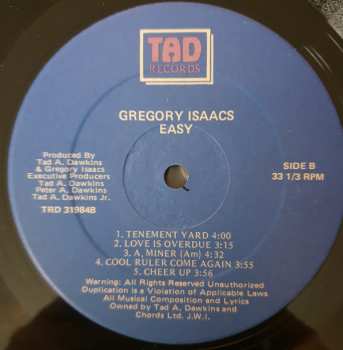 TAD
RECORDS
GREGORY ISAACS
EASY
Produced By
Tad A. Dawkins
& Gregory Isaacs
Executive Producers
Tad A. Dawkins,
Peter A. Dawkins
Tad A. Dawkins Jr.
TRD 31984B
SIDE B
33 1/3 RPM
1. TENEMENT YARD 4:00
2. LOVE IS OVERDUE 3:15
3. A, MINER (Am) 4:32
4. COOL RULER COME AGAIN 3:55
5. CHEER UP 3:56
Warning: All Rights Reserved Unauthorized
Duplication is a Violation of Applicable Laws
All Musical Composition and Lyrics
Owned by Tad A, Dawkins and
Chords Ltd. J.W.I.